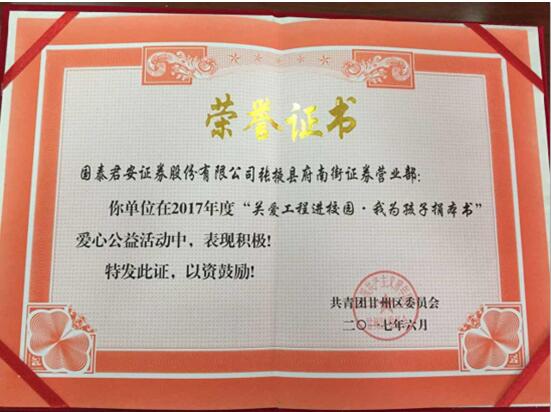 荣誉证书
国泰君安证券股份有限公司张掖县府南街证券营业部:
你单位在2017年度“关爱工程进校园·我为孩子捐本书”
爱心公益活动中，表现积极!
特发此证，以资鼓励!
共青团甘州区委员会
二〇一七年六月